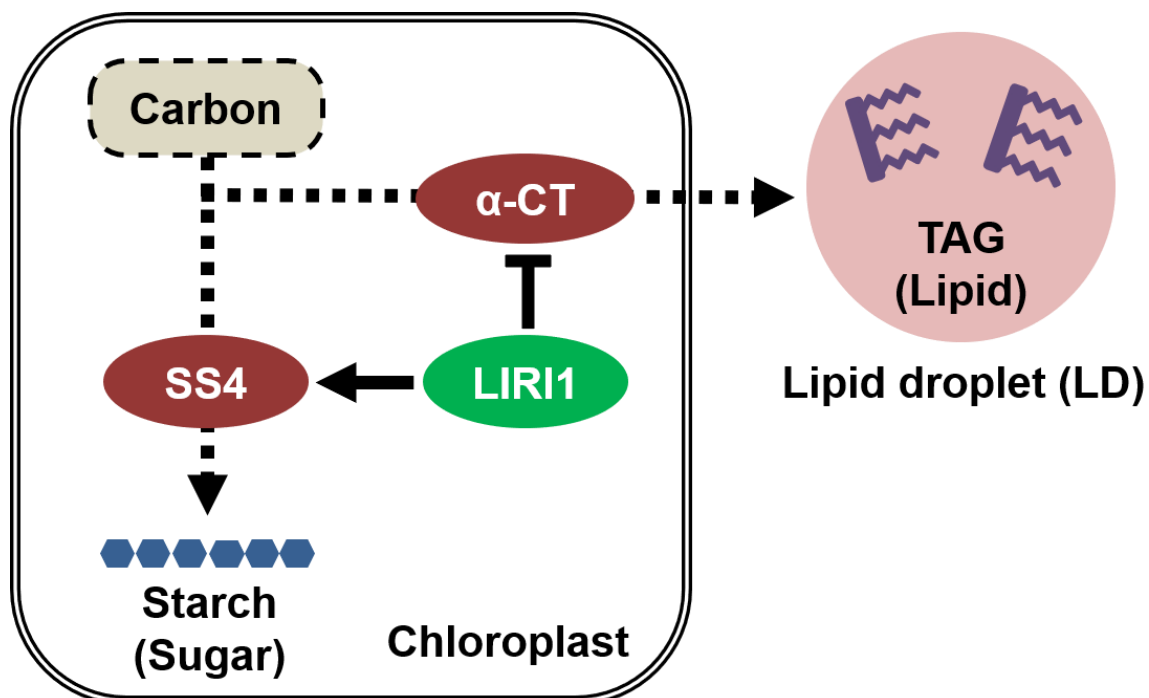 Carbon
α-CT
TAG
(Lipid)
SS4
LIRI1
Lipid droplet (LD)
Starch
(Sugar)
Chloroplast